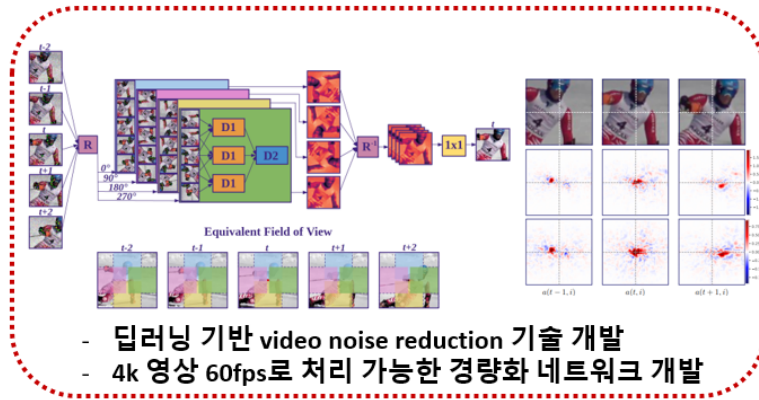 t-2
t-1
t
t+1
t+2
R
0°
90°
180°
270°
D1
D1
D1
D2
R⁻¹
1x1
t
Equivalent Field of View
t-2 t-1 t t+1 t+2
a(t − 1, i) a(t, i) a(t + 1, i)
- 딥러닝 기반 video noise reduction 기술 개발
- 4k 영상 60fps로 처리 가능한 경량화 네트워크 개발